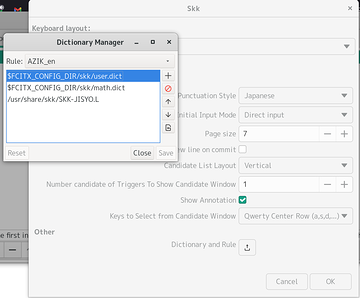 Skk
Keyboard layout:
Dictionary Manager
Rule: AZIK_en
$FCITX_CONFIG_DIR/skk/user.dict
$FCITX_CONFIG_DIR/skk/math.dict
/usr/share/skk/SKK-JISYO.L
Reset
Close
Save
Punctuation Style
Japanese
Initial Input Mode
Direct input
Page size
7
line on commit
Candidate List Layout
Vertical
Number candidate of Triggers To Show Candidate Window
1
Show Annotation
Keys to Select from Candidate Window
Qwerty Center Row (a,s,d,...)
Other
Dictionary and Rule
e first in
Cancel
OK